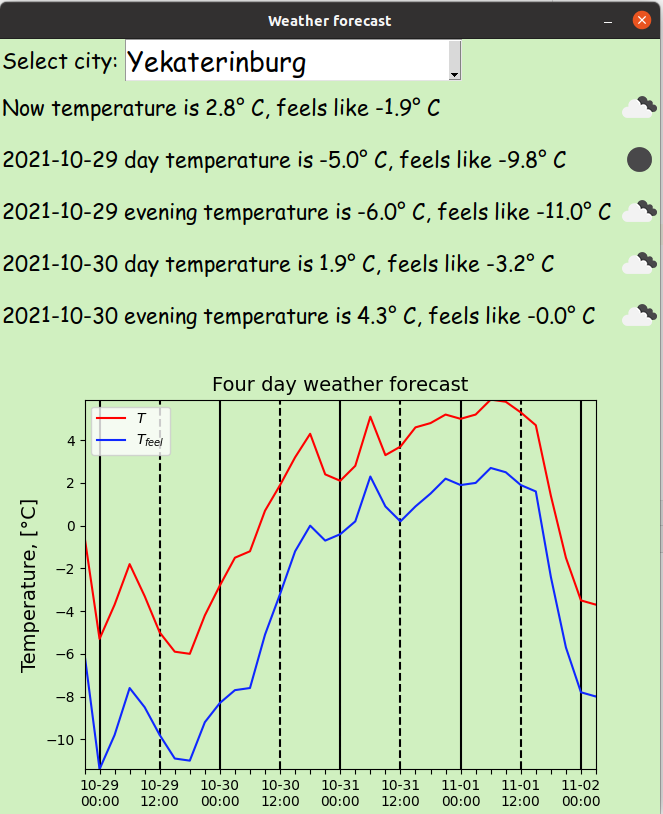 Weather forecast
Select city: Yekaterinburg
Now temperature is 2.8° C, feels like -1.9° C
2021-10-29 day temperature is -5.0° C, feels like -9.8° C
2021-10-29 evening temperature is -6.0° C, feels like -11.0° C
2021-10-30 day temperature is 1.9° C, feels like -3.2° C
2021-10-30 evening temperature is 4.3° C, feels like -0.0° C
Four day weather forecast
T
T_feel
Temperature, [°C]
4
2
0
−2
−4
−6
−8
−10
10-29 10-29 10-30 10-30 10-31 10-31 11-01 11-01 11-02
00:00 12:00 00:00 12:00 00:00 12:00 00:00 12:00 00:00